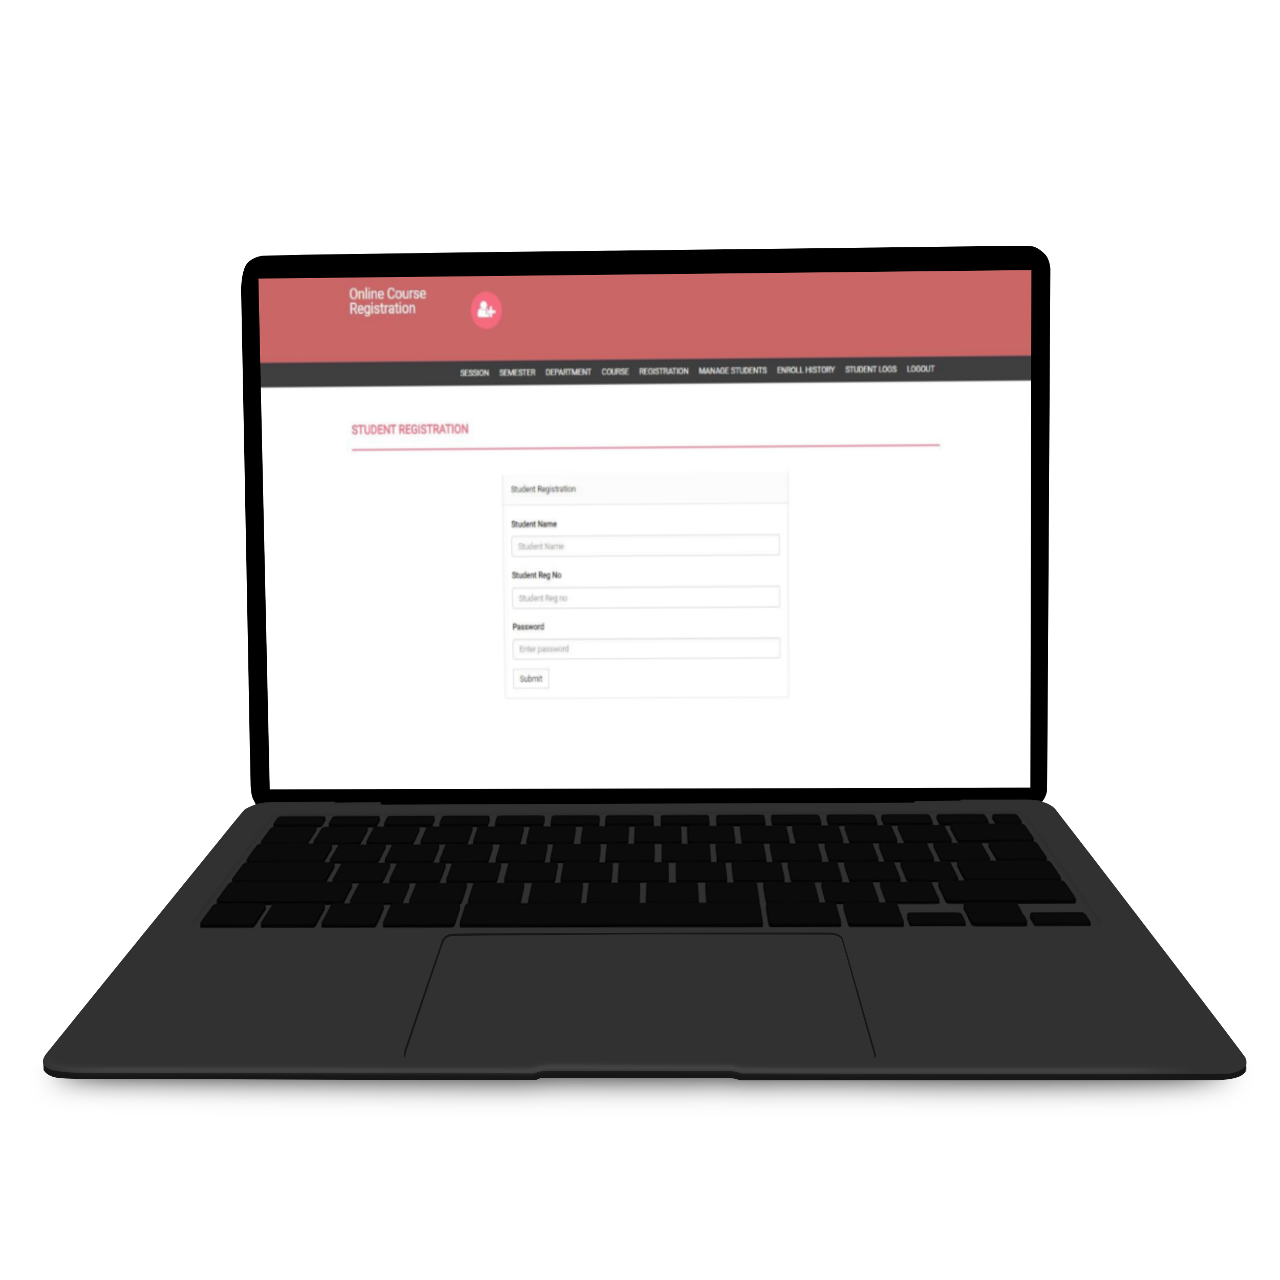 Online Course
Registration
SESSION SEMESTER DEPARTMENT COURSE REGISTRATION MANAGE STUDENTS ENROLL HISTORY STUDENT LOGS LOGOUT
STUDENT REGISTRATION
Student Registration
Student Name
Student Name
Student Reg No
Student Reg no
Password
Enter password
Submit